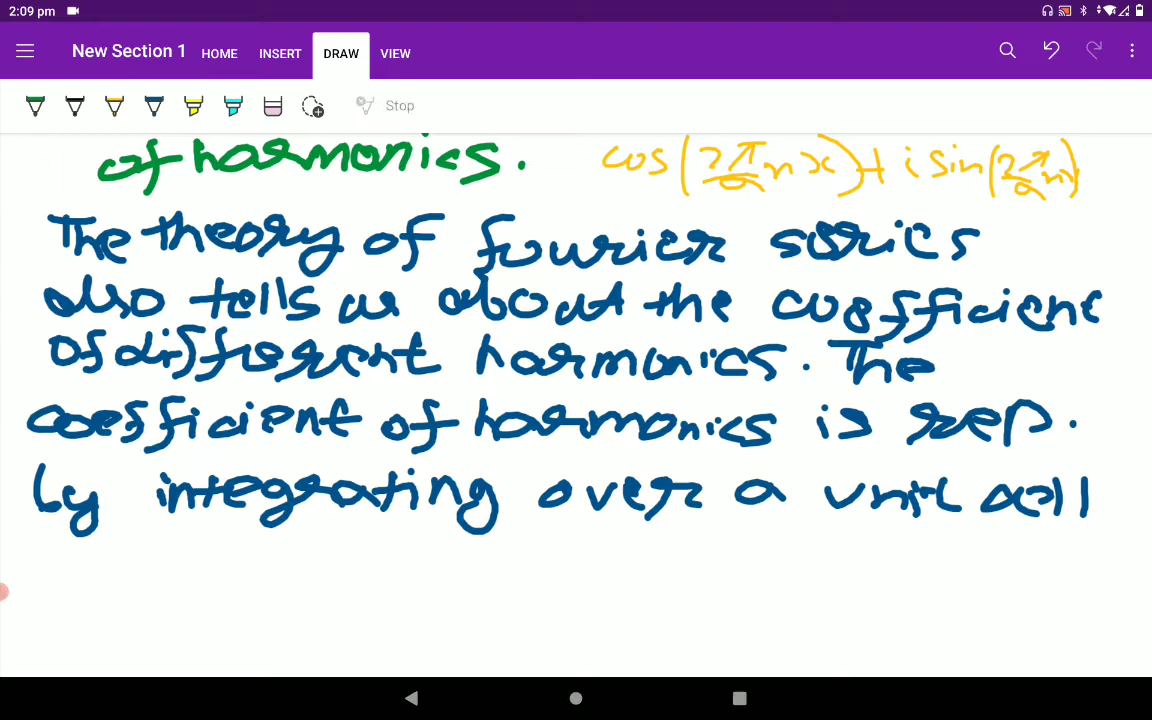 2:09 pm
New Section 1 HOME INSERT DRAW VIEW
Stop
of harmonics. cos(2π/a nx)+ i sin(2π/a nx)
The theory of fourier series
also tells us about the coefficient
of different harmonics. The
coefficient of harmonics is rep.
by integrating over a unit cell